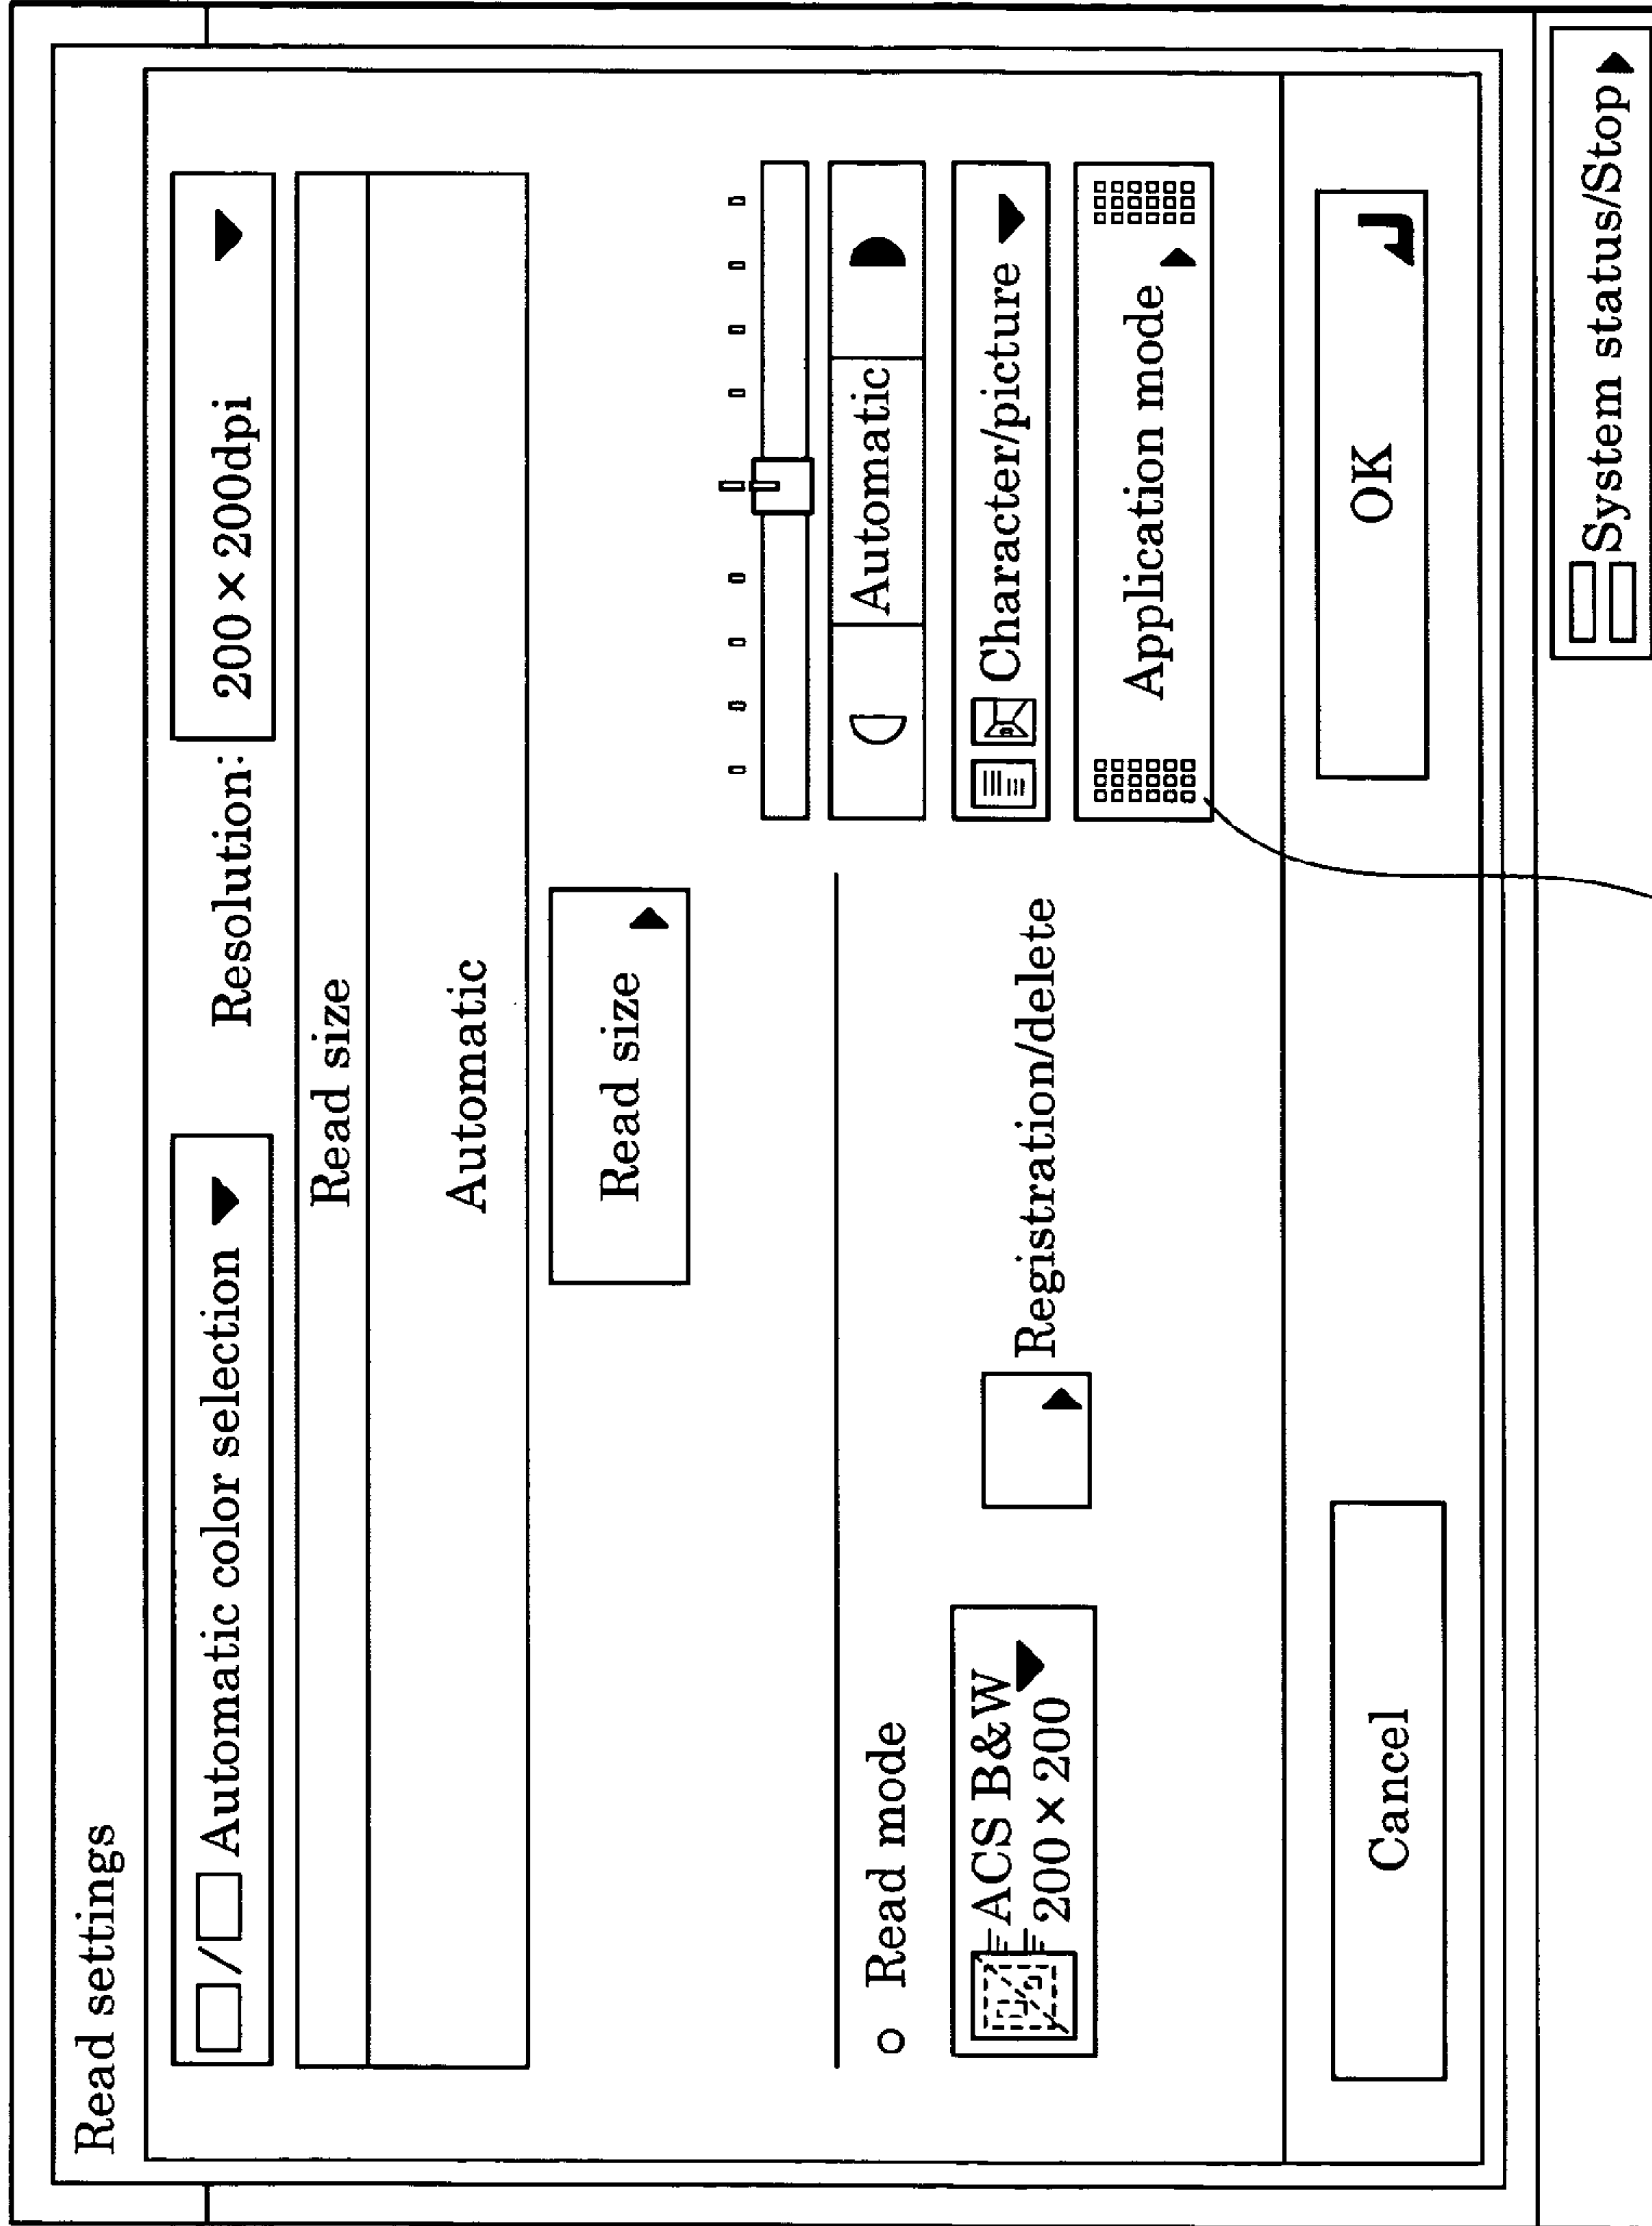 Read settings
Automatic color selection
Resolution:
200 × 200dpi
Read size
Automatic
Read size
Automatic
Read mode
ACS B&W
200 × 200
Registration/delete
Character/picture
Application mode
Cancel
OK
System status/Stop